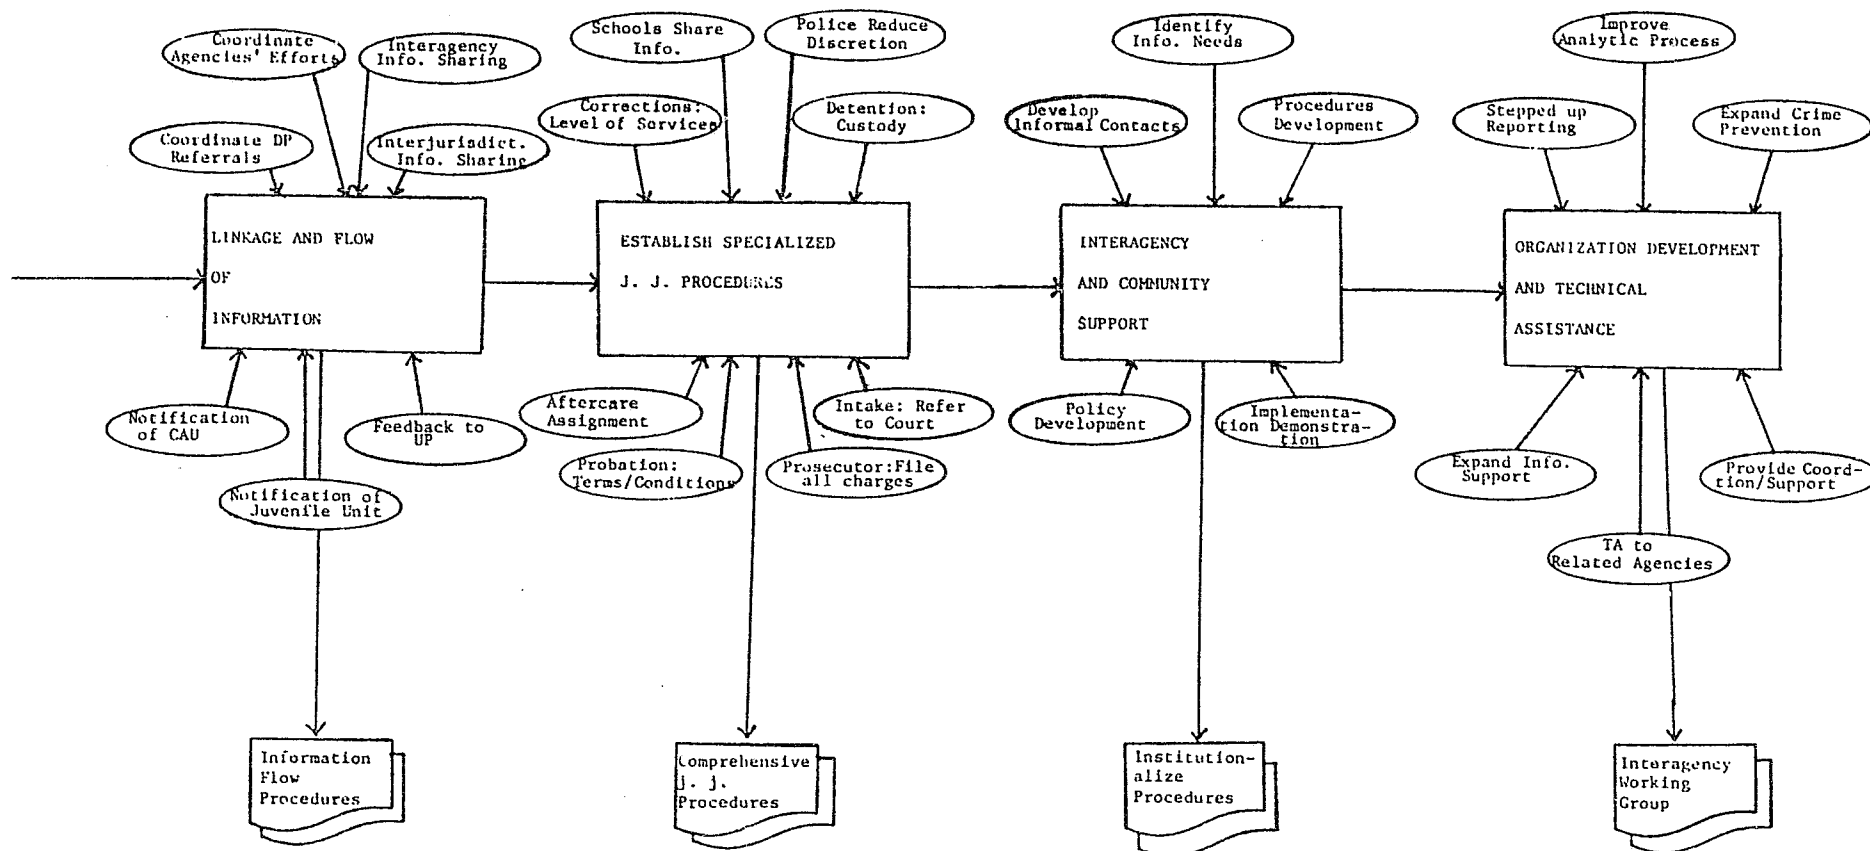 Coordinate
Agencies' Efforts
Interagency
Info. Sharing
Coordinate DP
Referrals
Interjurisdict.
Info. Sharing
LINKAGE AND FLOW
OF
INFORMATION
Notification
of CAU
Feedback to
UP
Notification of
Juvenile Unit
Information
Flow
Procedures
Schools Share
Info.
Police Reduce
Discretion
Corrections:
Level of Services
Detention:
Custody
ESTABLISH SPECIALIZED
J. J. PROCEDURES
Aftercare
Assignment
Intake: Refer
to Court
Probation:
Terms/Conditions
Prosecutor:File
all charges
Comprehensive
j. j.
Procedures
Identify
Info. Needs
Develop
Informal Contacts
Procedures
Development
INTERAGENCY
AND COMMUNITY
SUPPORT
Policy
Development
Implementa-
tion Demonstra-
tion
Institution-
alize
Procedures
Improve
Analytic Process
Stepped up
Reporting
Expand Crime
Prevention
ORGANIZATION DEVELOPMENT
AND TECHNICAL
ASSISTANCE
Expand Info.
Support
Provide Coord-
tion/Support
TA to
Related Agencies
Interagency
Working
Group